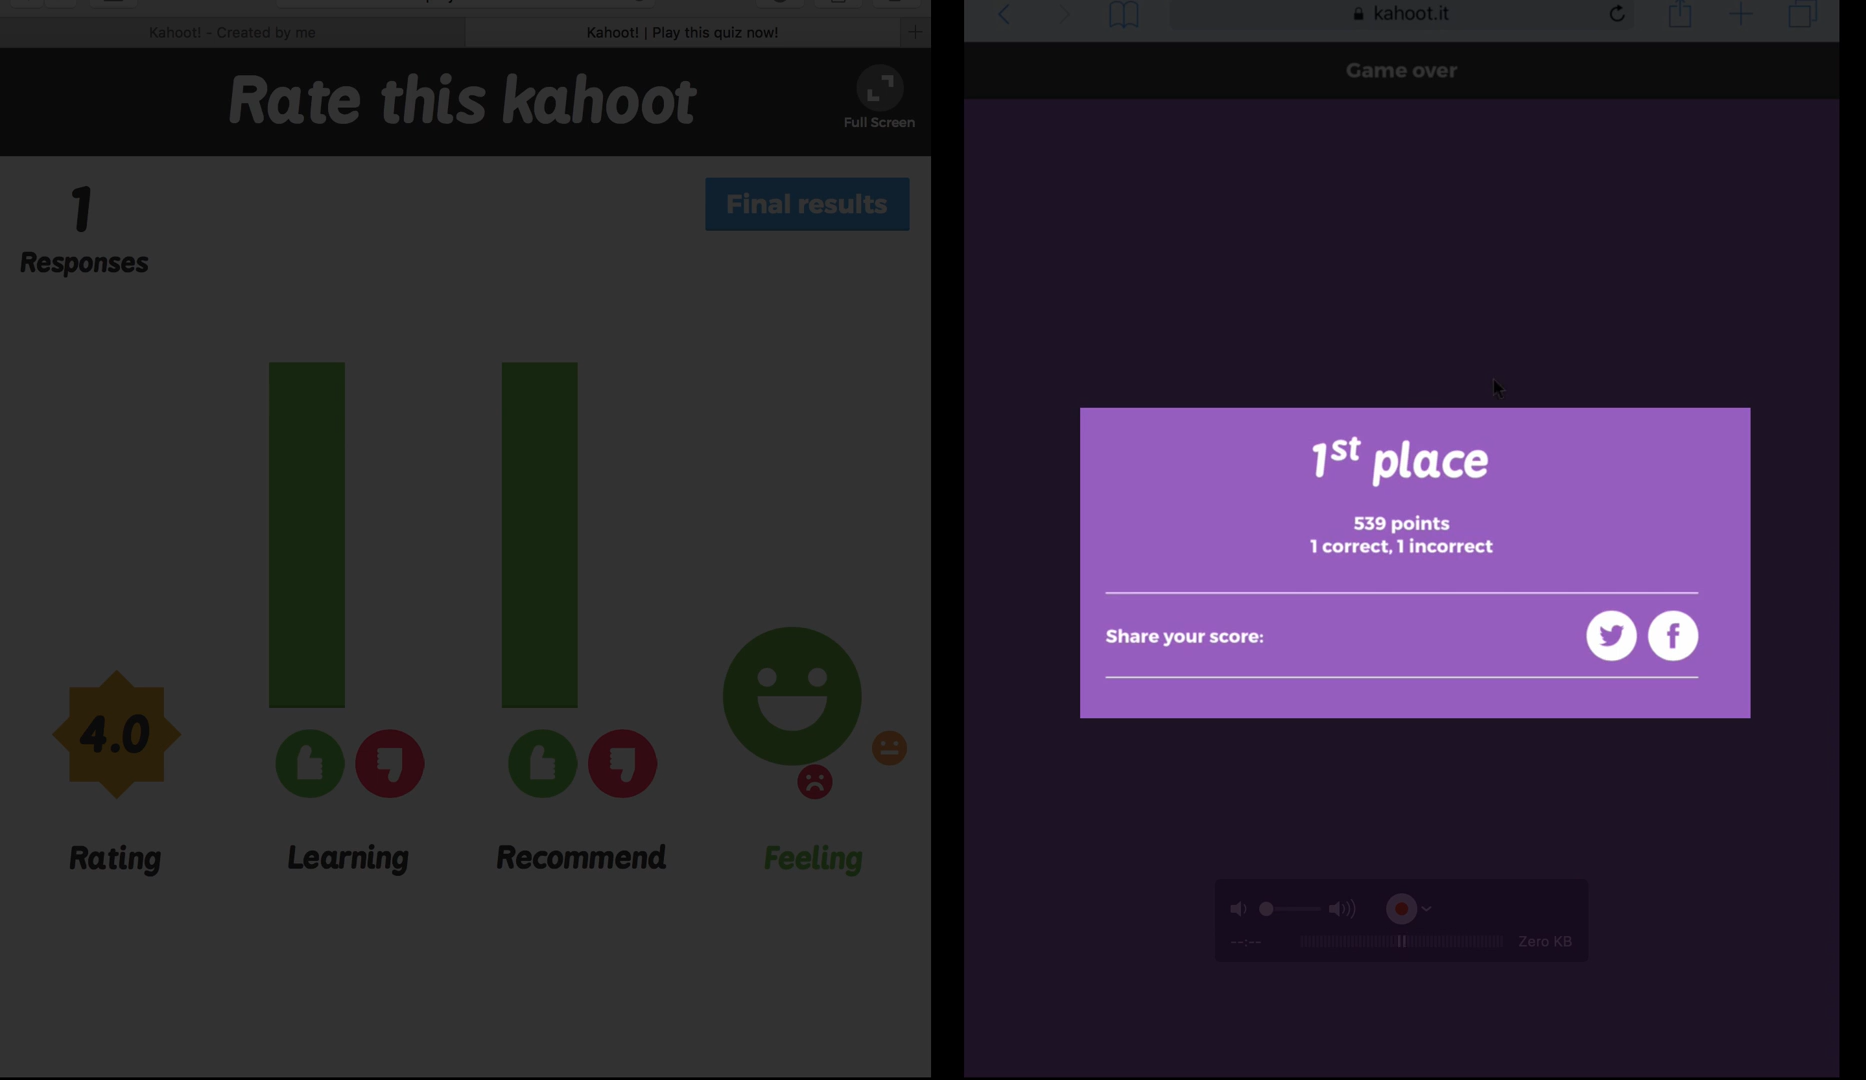 Kahoot! - Created by me
Kahoot! | Play this quiz now!
Rate this kahoot
Full Screen
1
Responses
Final results
4.0
Rating
Learning
Recommend
Feeling
kahoot.it
Game over
1st place
539 points
1 correct, 1 incorrect
Share your score:
--:--
Zero KB